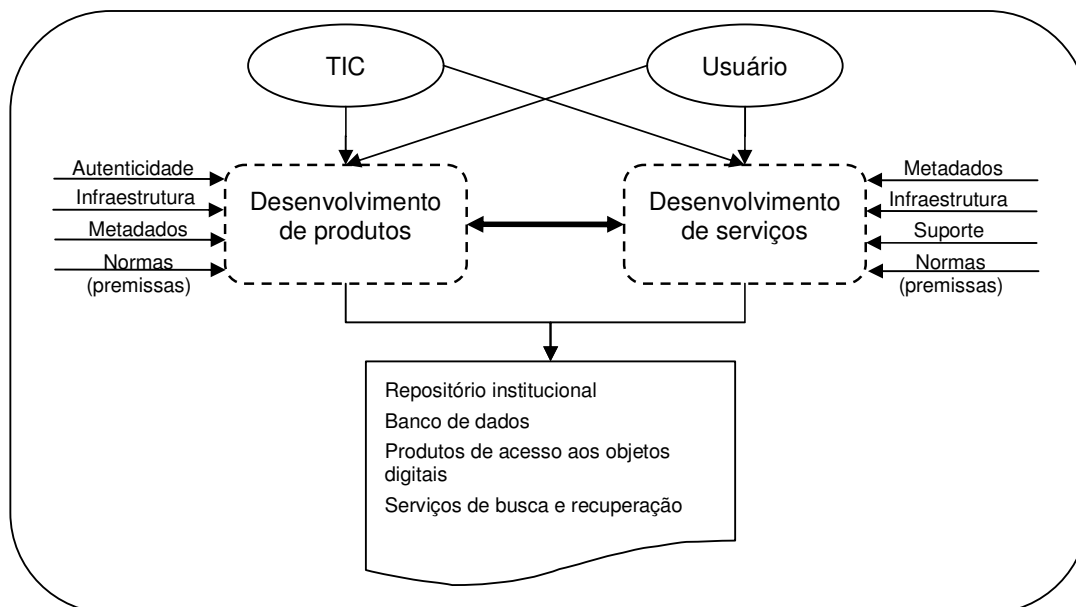 TIC
Usuário
Autenticidade
Infraestrutura
Metadados
Normas
(premissas)
Desenvolvimento
de produtos
Desenvolvimento
de serviços
Metadados
Infraestrutura
Suporte
Normas
(premissas)
Repositório institucional
Banco de dados
Produtos de acesso aos objetos
digitais
Serviços de busca e recuperação